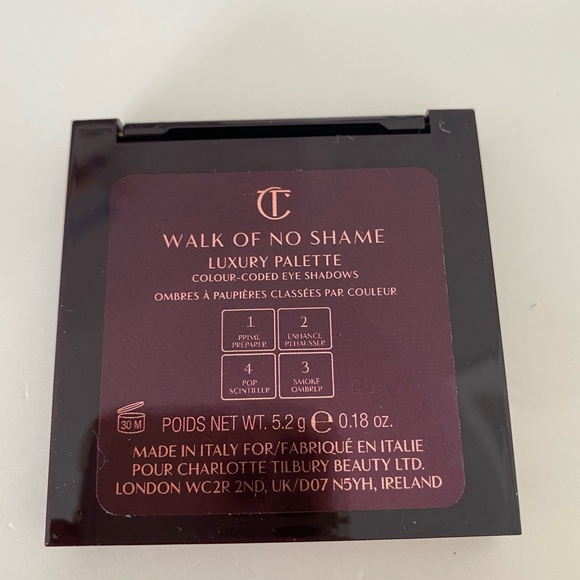 CT
WALK OF NO SHAME
LUXURY PALETTE
COLOUR-CODED EYE SHADOWS
OMBRES À PAUPIÈRES CLASSÉES PAR COULEUR
1 2
PRIME ENHANCE
PRÉPARER REHAUSSER
4 3
POP SMOKE
SCINTILLER OMBRER
30 M POIDS NET WT. 5.2 g e 0.18 oz.
MADE IN ITALY FOR/FABRIQUÉ EN ITALIE
POUR CHARLOTTE TILBURY BEAUTY LTD.
LONDON WC2R 2ND, UK/D07 N5YH, IRELAND